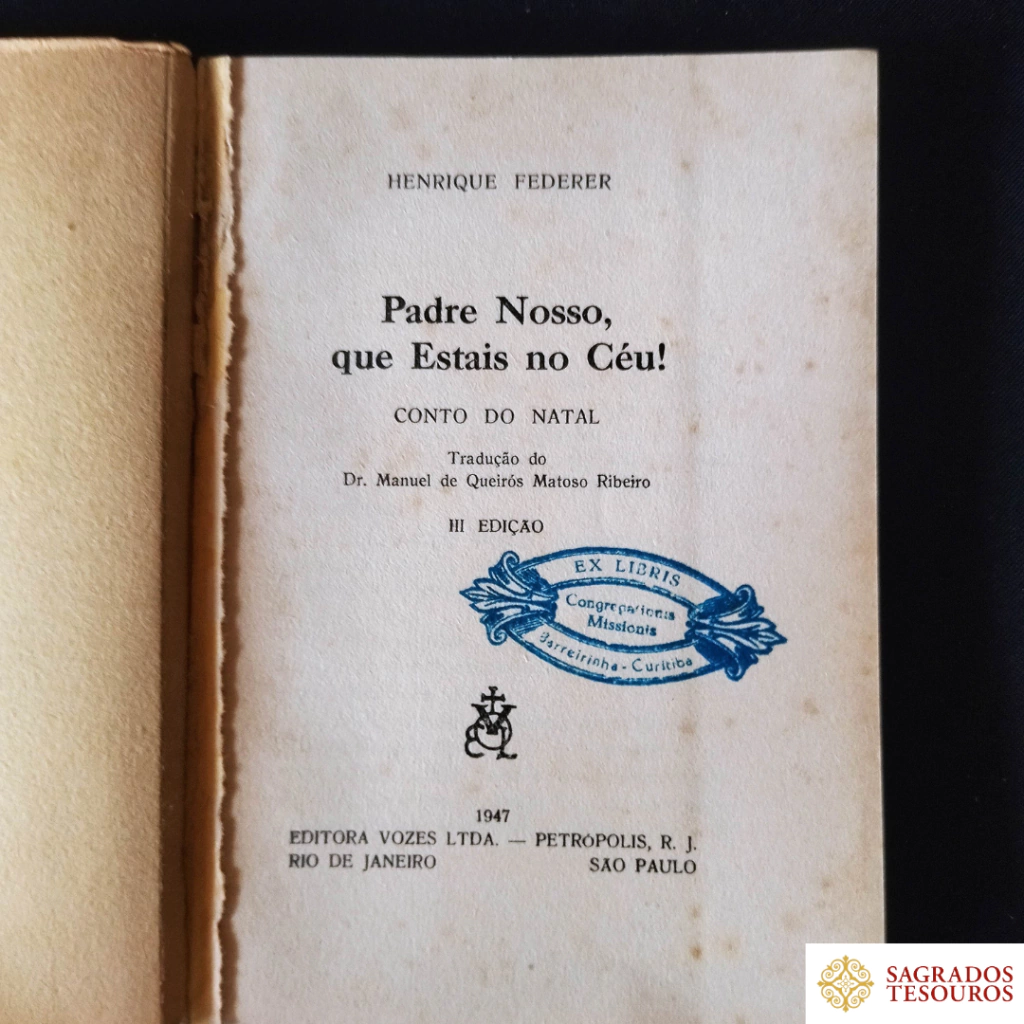 HENRIQUE FEDERER
Padre Nosso,
que Estais no Céu!
CONTO DO NATAL
Tradução do
Dr. Manuel de Queirós Matoso Ribeiro
III EDIÇÃO
EX LIBRIS
Congregationis
Missionis
Barreirinha - Curitiba
1947
EDITORA VOZES LTDA. — PETRÓPOLIS, R. J.
RIO DE JANEIRO SÃO PAULO
SAGRADOS
TESOUROS